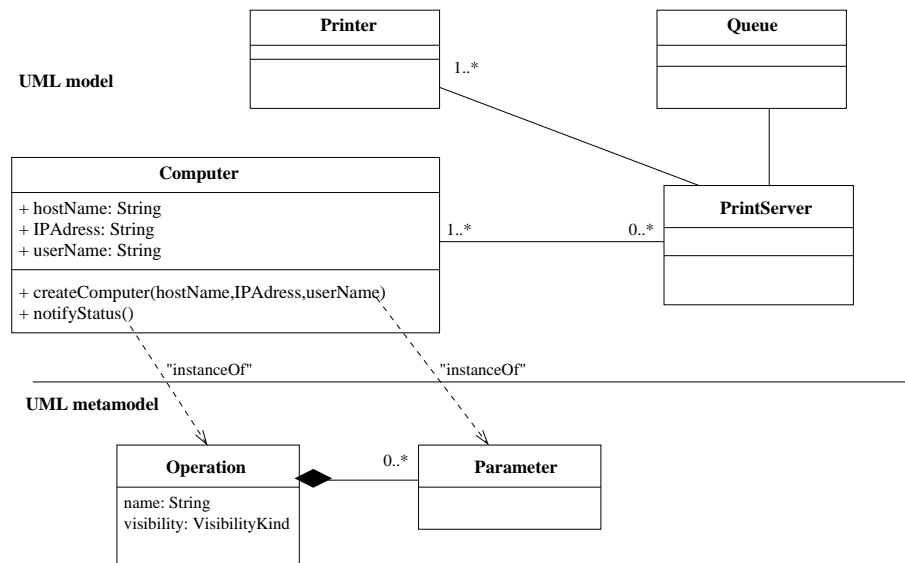 Printer
Queue
UML model
1..*
Computer
+ hostName: String
+ IPAdress: String
+ userName: String
+ createComputer(hostName,IPAdress,userName)
+ notifyStatus()
1..*
0..*
PrintServer
"instanceOf"
"instanceOf"
UML metamodel
Operation
name: String
visibility: VisibilityKind
0..*
Parameter